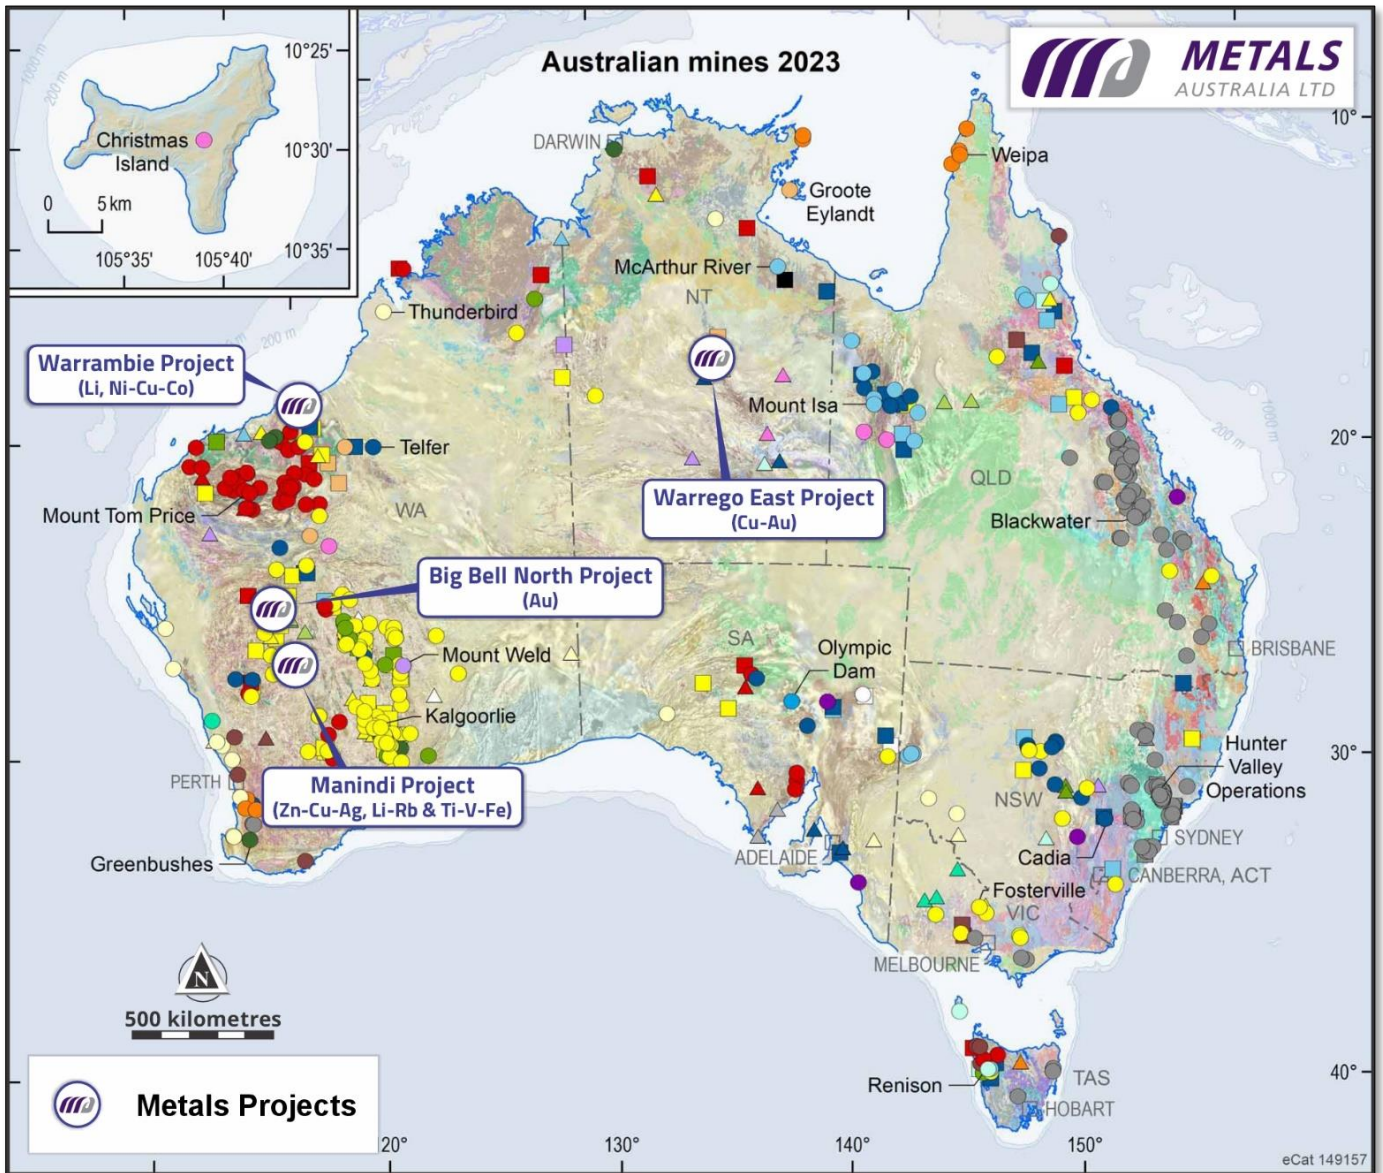 Australian mines 2023
METALS
AUSTRALIA LTD
1000 m
200 m
Christmas
Island
0 5 km
10°25'
10°30'
10°35'
105°35' 105°40'
10°
DARWIN
Weipa
Groote
Eylandt
McArthur River
NT
Thunderbird
200 m
1000 m
Warrambie Project
(Li, Ni-Cu-Co)
Mount Isa
Telfer
20°
QLD
Warrego East Project
(Cu-Au)
WA
Mount Tom Price
Blackwater
Big Bell North Project
(Au)
SA
Olympic
Dam
BRISBANE
Mount Weld
Kalgoorlie
30°
Hunter
Valley
Operations
PERTH
Manindi Project
(Zn-Cu-Ag, Li-Rb & Ti-V-Fe)
NSW
SYDNEY
Greenbushes
ADELAIDE
Cadia
CANBERRA, ACT
Fosterville
VIC
MELBOURNE
N
500 kilometres
Renison
40°
TAS
HOBART
Metals Projects
120° 130° 140° 150°
eCat 149157